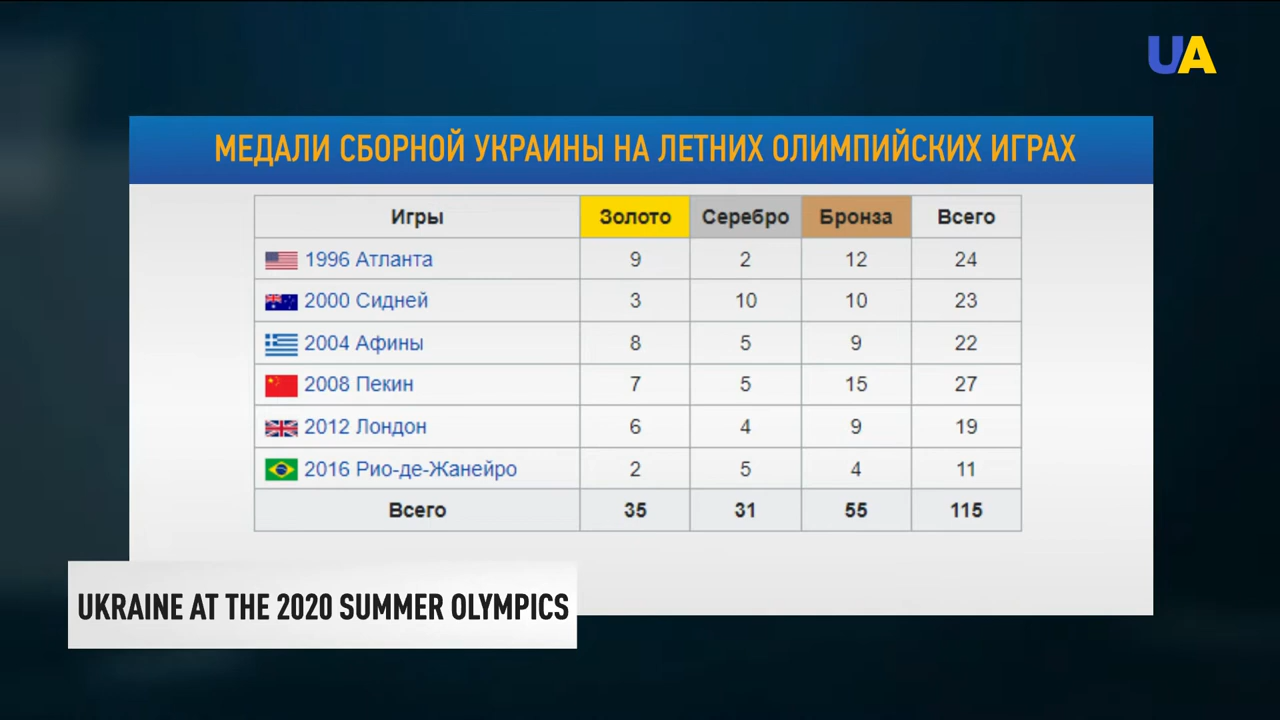 UA
МЕДАЛИ СБОРНОЙ УКРАИНЫ НА ЛЕТНИХ ОЛИМПИЙСКИХ ИГРАХ
Игры Золото Серебро Бронза Всего
1996 Атланта 9 2 12 24
2000 Сидней 3 10 10 23
2004 Афины 8 5 9 22
2008 Пекин 7 5 15 27
2012 Лондон 6 4 9 19
2016 Рио-де-Жанейро 2 5 4 11
Всего 35 31 55 115
UKRAINE AT THE 2020 SUMMER OLYMPICS